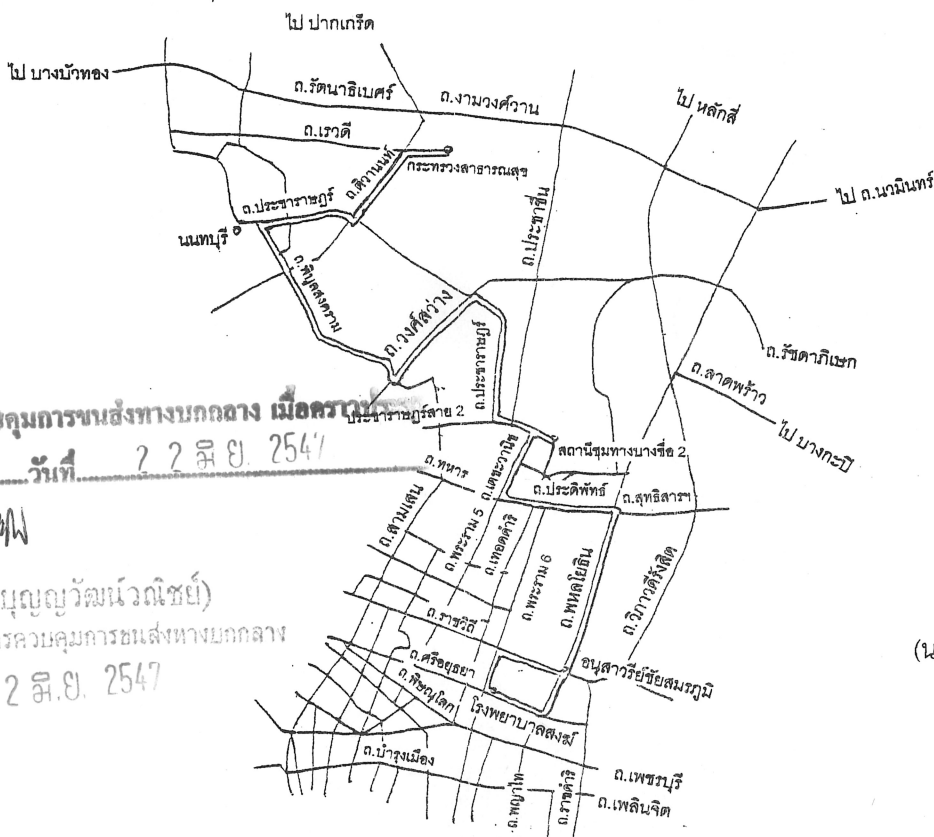 ไป ปากเกร็ด
ไป บางบัวทอง
ถ.รัตนาธิเบศร์
ถ.งามวงศ์วาน
ไป หลักสี่
ถ.เรวดี
ถ.ติวานนท์
กระทรวงสาธารณสุข
ไป ถ.นวมินทร์
ถ.ประชาราษฎร์
นนทบุรี
ถ.ประชาชื่น
ถ.พิบูลสงคราม
ถ.วงศ์สว่าง
ถ.ประชาราษฎร์
ถ.รัชดาภิเษก
ถ.ลาดพร้าว
ไป บางกะปิ
คุมการขนส่งทางบกกลาง เมื่อคราวประชุม
ประชาราษฎร์สาย 2
วันที่ 2 2 มิ.ย. 2547
สถานีชุมทางบางซื่อ 2
ถ.ทหาร
ถ.เตชะวานิช
ถ.ประดิพัทธ์
ถ.สุทธิสารฯ
ถ.สามเสน
ถ.พระราม 5
ถ.เทอดดำริ
ถ.พระราม 6
ถ.พหลโยธิน
ถ.วิภาวดีรังสิต
บุญญวัฒน์วณิชย์)
ารควบคุมการขนส่งทางบกกลาง
2 มิ.ย. 2547
ถ.ราชวิถี
ถ.ศรีอยุธยา
อนุสาวรีย์ชัยสมรภูมิ
(น
ถ.พิษณุโลก
โรงพยาบาลสงฆ์
ถ.บำรุงเมือง
ถ.เพชรบุรี
ถ.พญาไท
ถ.ราชดำริ
ถ.เพลินจิต